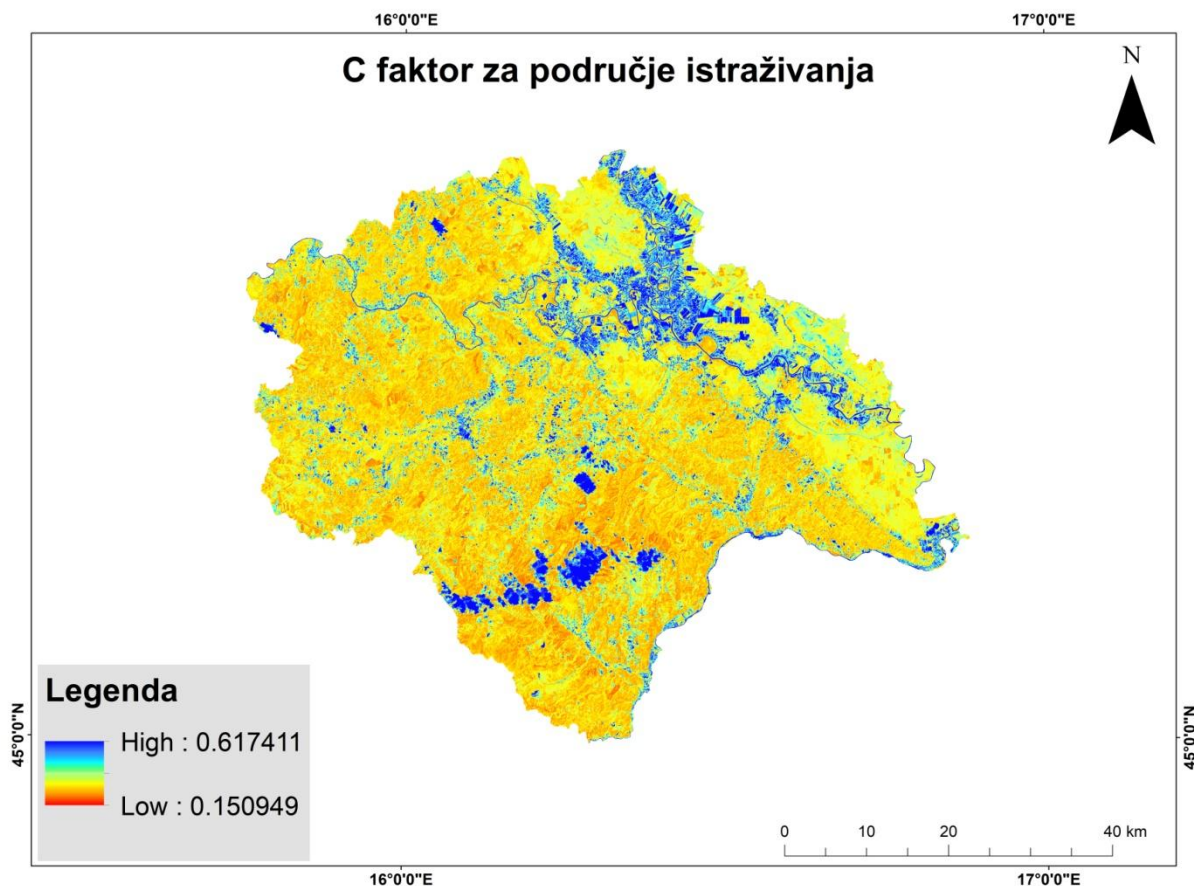 16°0'0"E
17°0'0"E
C faktor za područje istraživanja
N
Legenda
High : 0.617411
Low : 0.150949
45°0'0"N
45°0'0"N
0 10 20 40 km
16°0'0"E
17°0'0"E